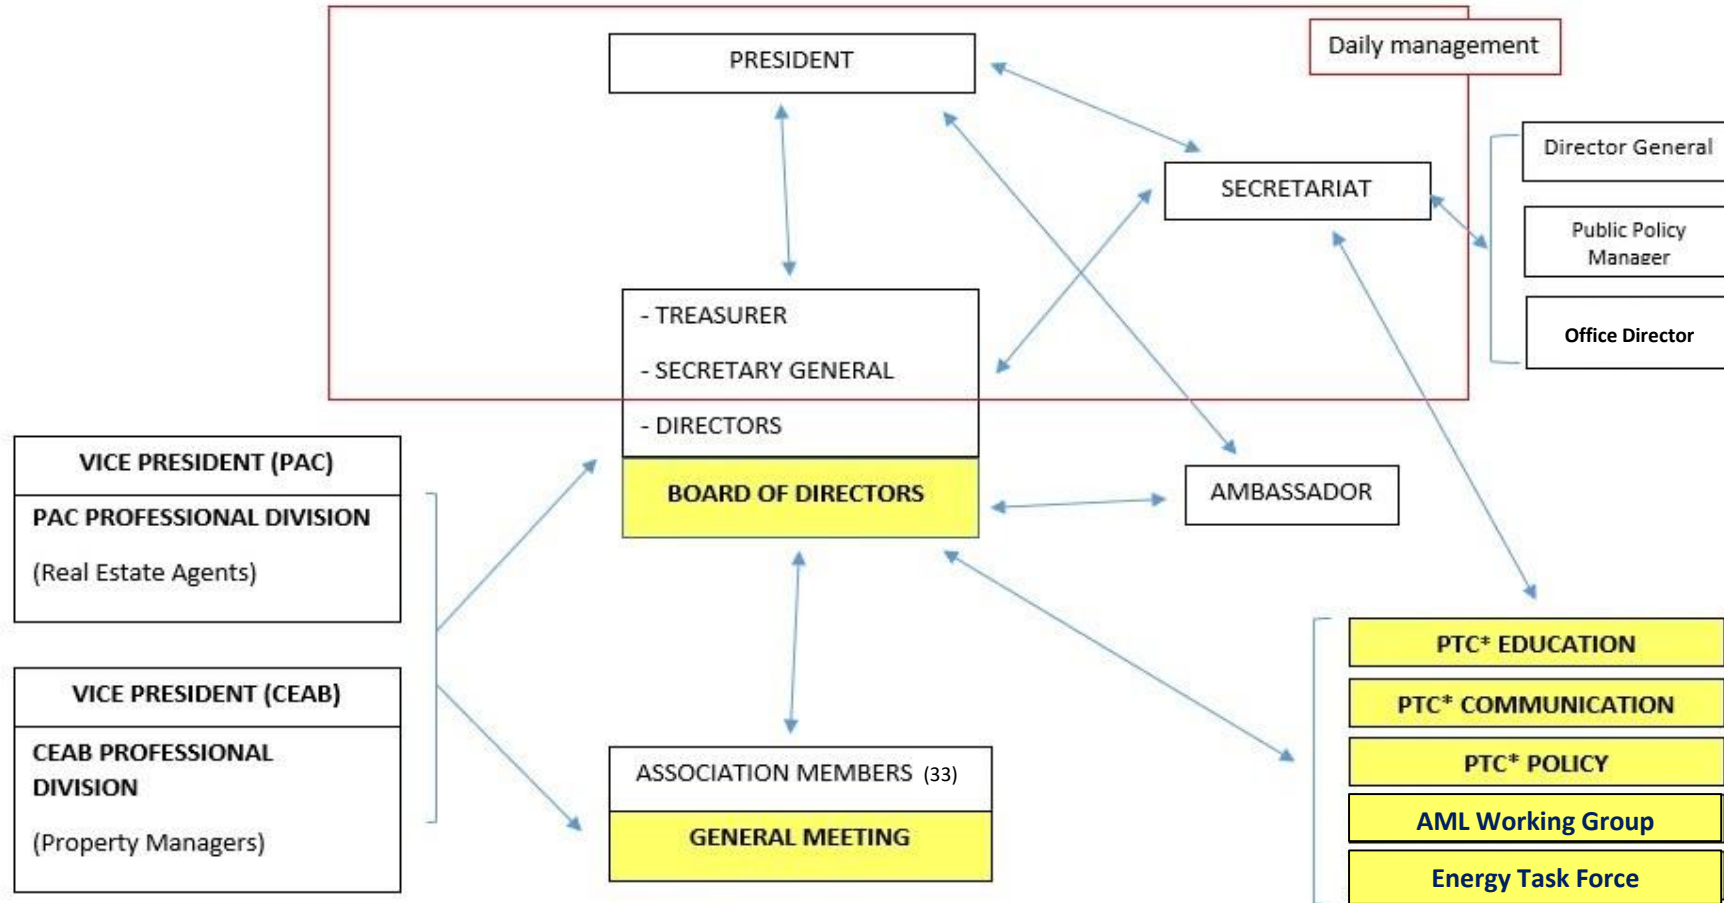 PRESIDENT
Daily management
Director General
SECRETARIAT
Public Policy
Manager
Office Director
- TREASURER
- SECRETARY GENERAL
- DIRECTORS
BOARD OF DIRECTORS
AMBASSADOR
VICE PRESIDENT (PAC)
PAC PROFESSIONAL DIVISION
(Real Estate Agents)
VICE PRESIDENT (CEAB)
CEAB PROFESSIONAL
DIVISION
(Property Managers)
ASSOCIATION MEMBERS (33)
GENERAL MEETING
PTC* EDUCATION
PTC* COMMUNICATION
PTC* POLICY
AML Working Group
Energy Task Force